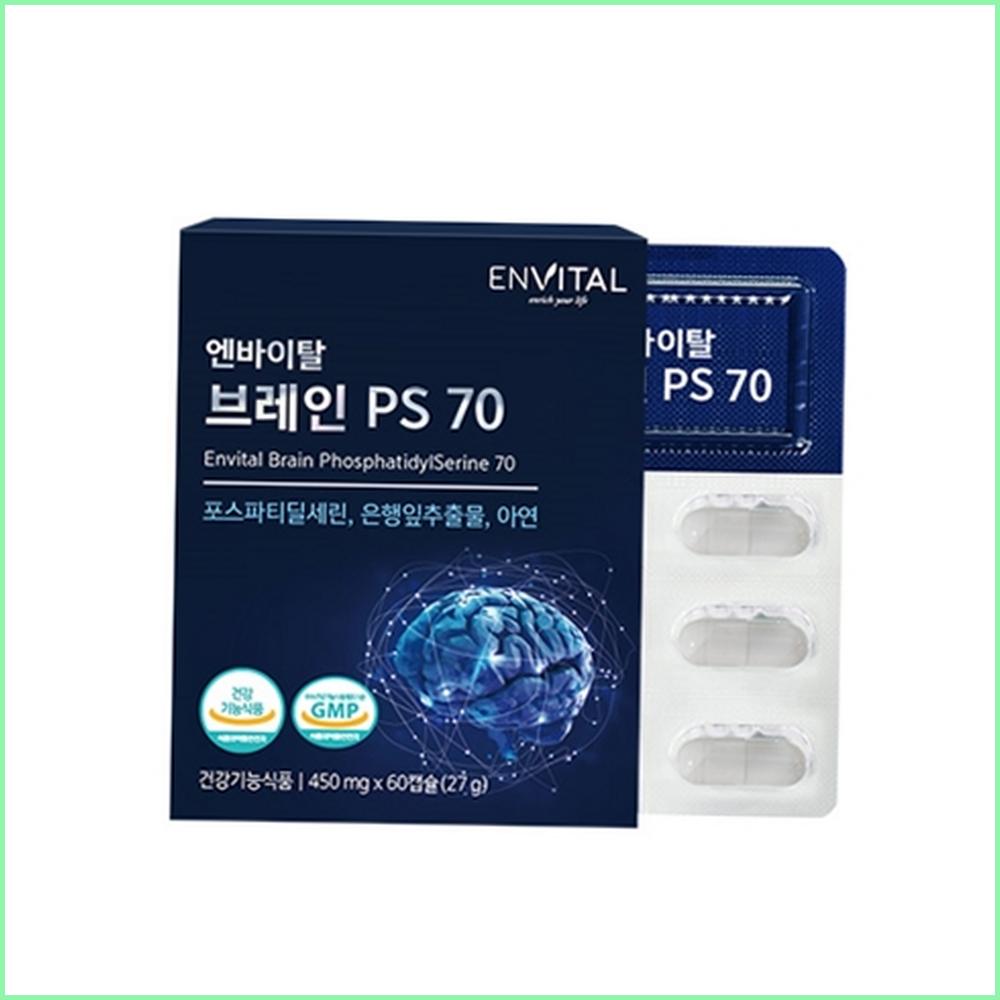 ENVITAL
enrich your life
엔바이탈
브레인 PS 70
Envital Brain PhosphatidylSerine 70
포스파티딜세린, 은행잎추출물, 아연
건강
기능식품
GMP
건강기능식품 | 450 mg x 60캡슐(27 g)
이탈
PS 70